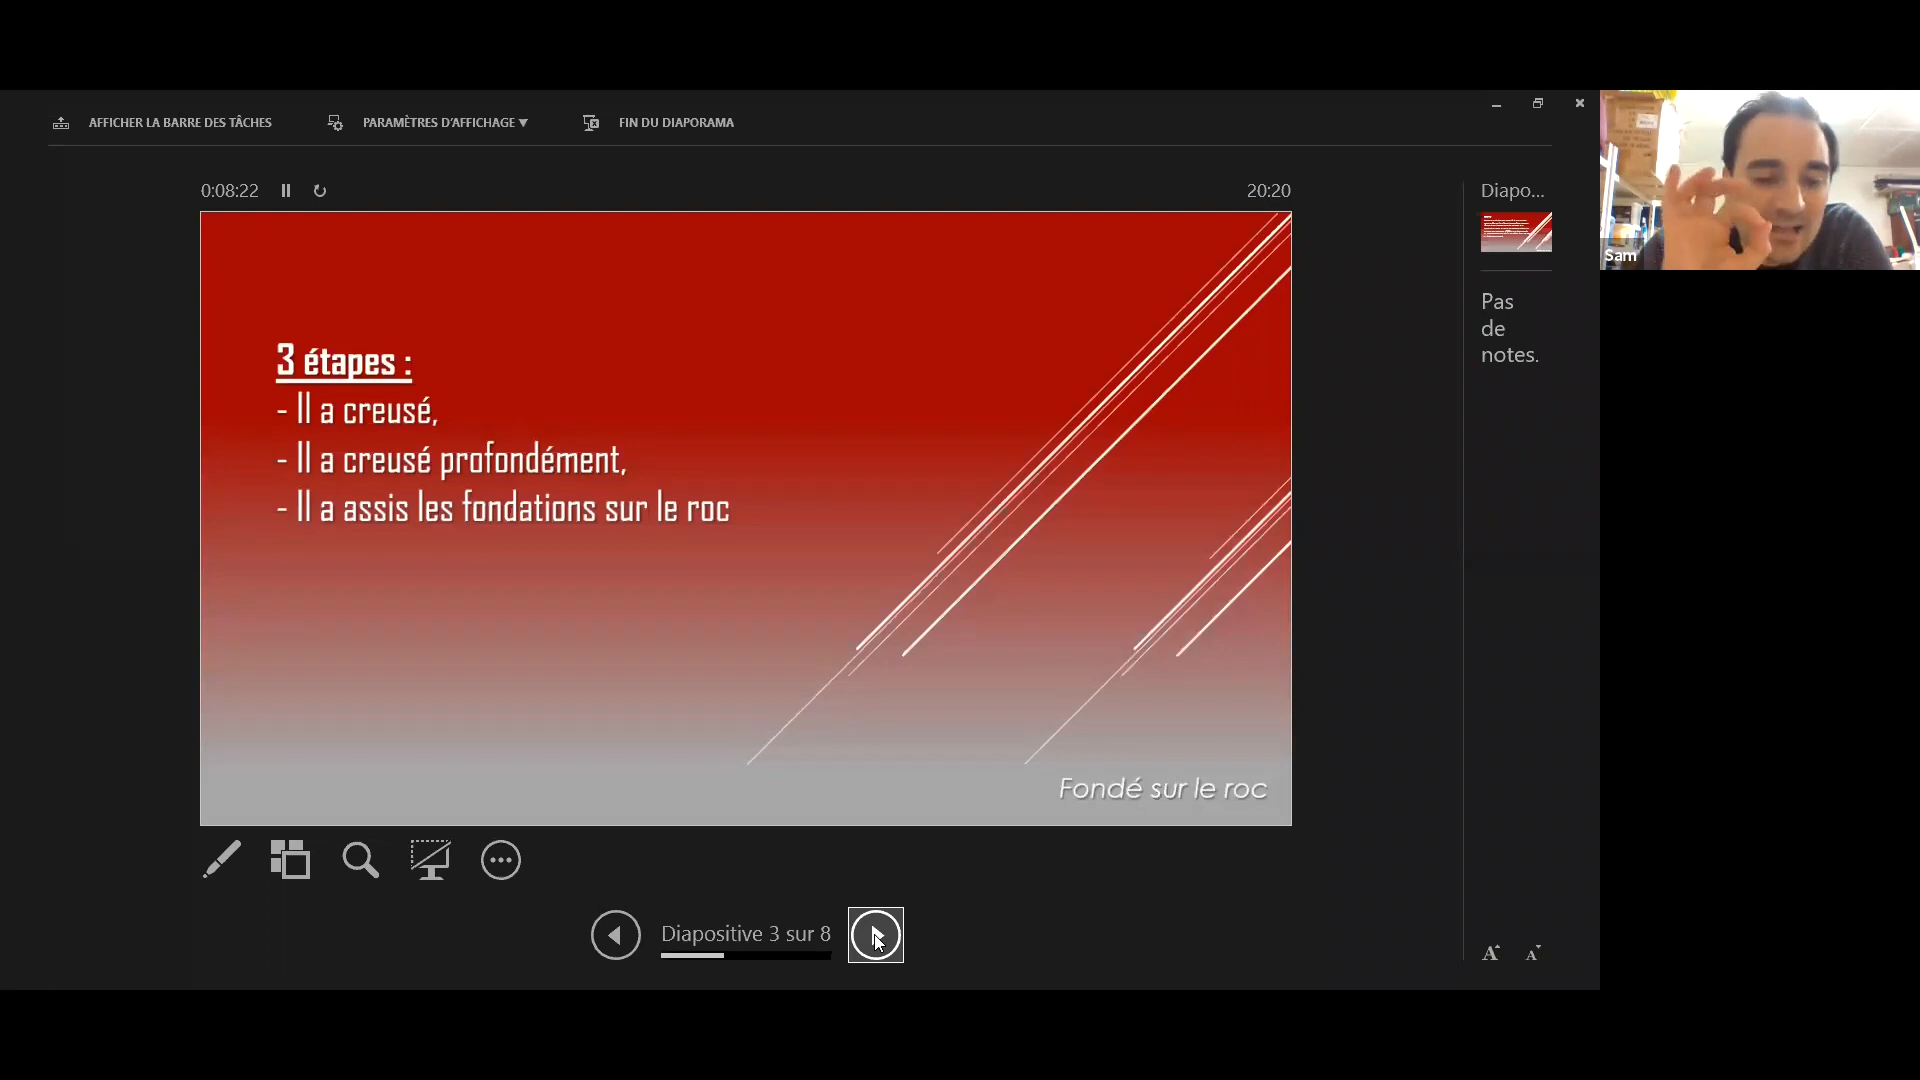 AFFICHER LA BARRE DES TÂCHES PARAMÈTRES D'AFFICHAGE ▼ FIN DU DIAPORAMA
0:08:22 20:20
3 étapes :
- Il a creusé,
- Il a creusé profondément,
- Il a assis les fondations sur le roc
Fondé sur le roc
Diapositive 3 sur 8
Diapo...
Pas
de
notes.
A A
Sam